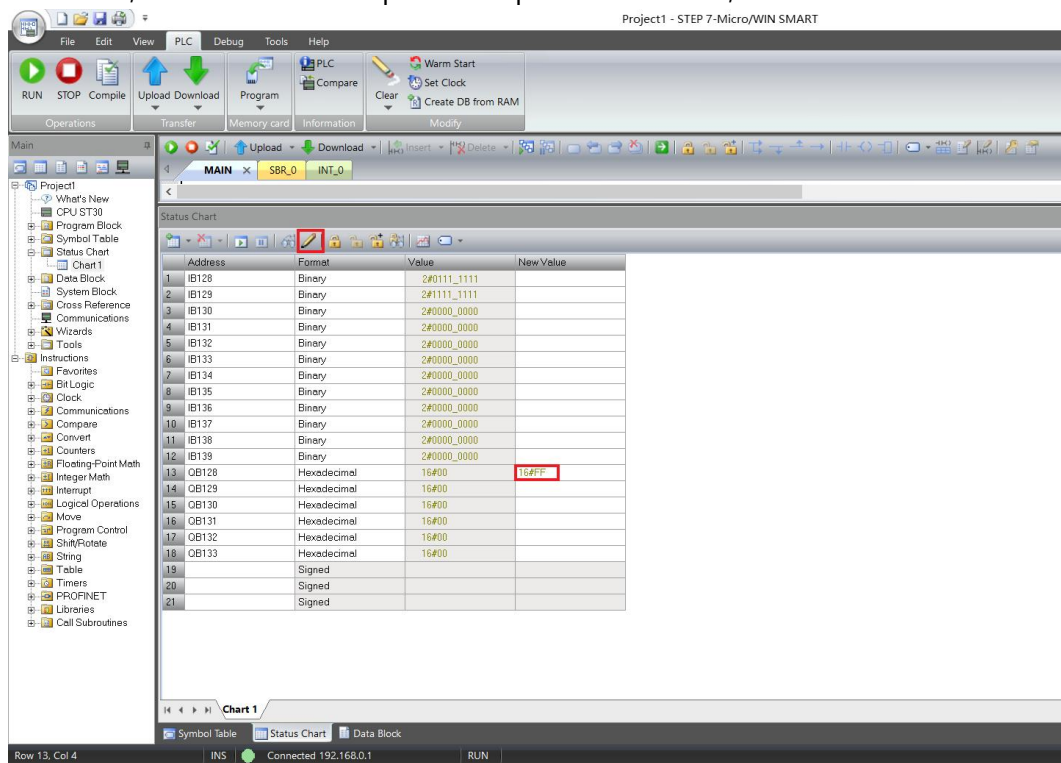 Project1 - STEP 7-Micro/WIN SMART
File Edit View PLC Debug Tools Help
PLC
Warm Start
Compare
Set Clock
RUN STOP Compile Upload Download Program Clear
Create DB from RAM
Operations Transfer Memory card Information Modify
Main
Upload Download Insert Delete
MAIN × SBR_0 INT_0
Project1
What's New
CPU ST30
Program Block
Symbol Table
Status Chart
Chart 1
Data Block
System Block
Cross Reference
Communications
Wizards
Tools
Instructions
Favorites
Bit Logic
Clock
Communications
Compare
Convert
Counters
Floating-Point Math
Integer Math
Interrupt
Logical Operations
Move
Program Control
Shift/Rotate
String
Table
Timers
PROFINET
Libraries
Call Subroutines
Status Chart
Address Format Value New Value
1 IB128 Binary 2#0111_1111
2 IB129 Binary 2#1111_1111
3 IB130 Binary 2#0000_0000
4 IB131 Binary 2#0000_0000
5 IB132 Binary 2#0000_0000
6 IB133 Binary 2#0000_0000
7 IB134 Binary 2#0000_0000
8 IB135 Binary 2#0000_0000
9 IB136 Binary 2#0000_0000
10 IB137 Binary 2#0000_0000
11 IB138 Binary 2#0000_0000
12 IB139 Binary 2#0000_0000
13 QB128 Hexadecimal 16#00 16#FF
14 QB129 Hexadecimal 16#00
15 QB130 Hexadecimal 16#00
16 QB131 Hexadecimal 16#00
17 QB132 Hexadecimal 16#00
18 QB133 Hexadecimal 16#00
19 Signed
20 Signed
21 Signed
Chart 1
Symbol Table Status Chart Data Block
Row 13, Col 4 INS Connected 192.168.0.1 RUN